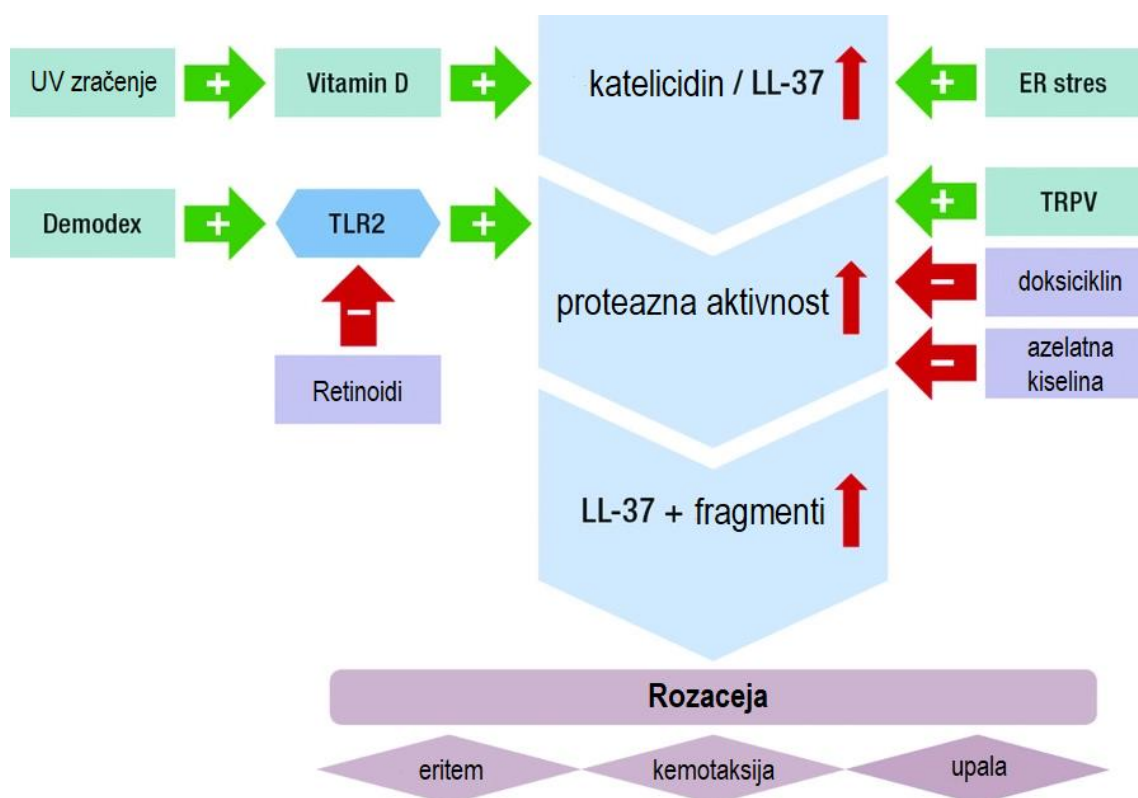 UV zračenje
+
Vitamin D
+
katelicidin / LL-37
+
ER stres
Demodex
+
TLR2
+
+
TRPV
-
Retinoidi
proteazna aktivnost
-
doksiciklin
-
azelatna
kiselina
LL-37 + fragmenti
Rozaceja
eritem
kemotaksija
upala